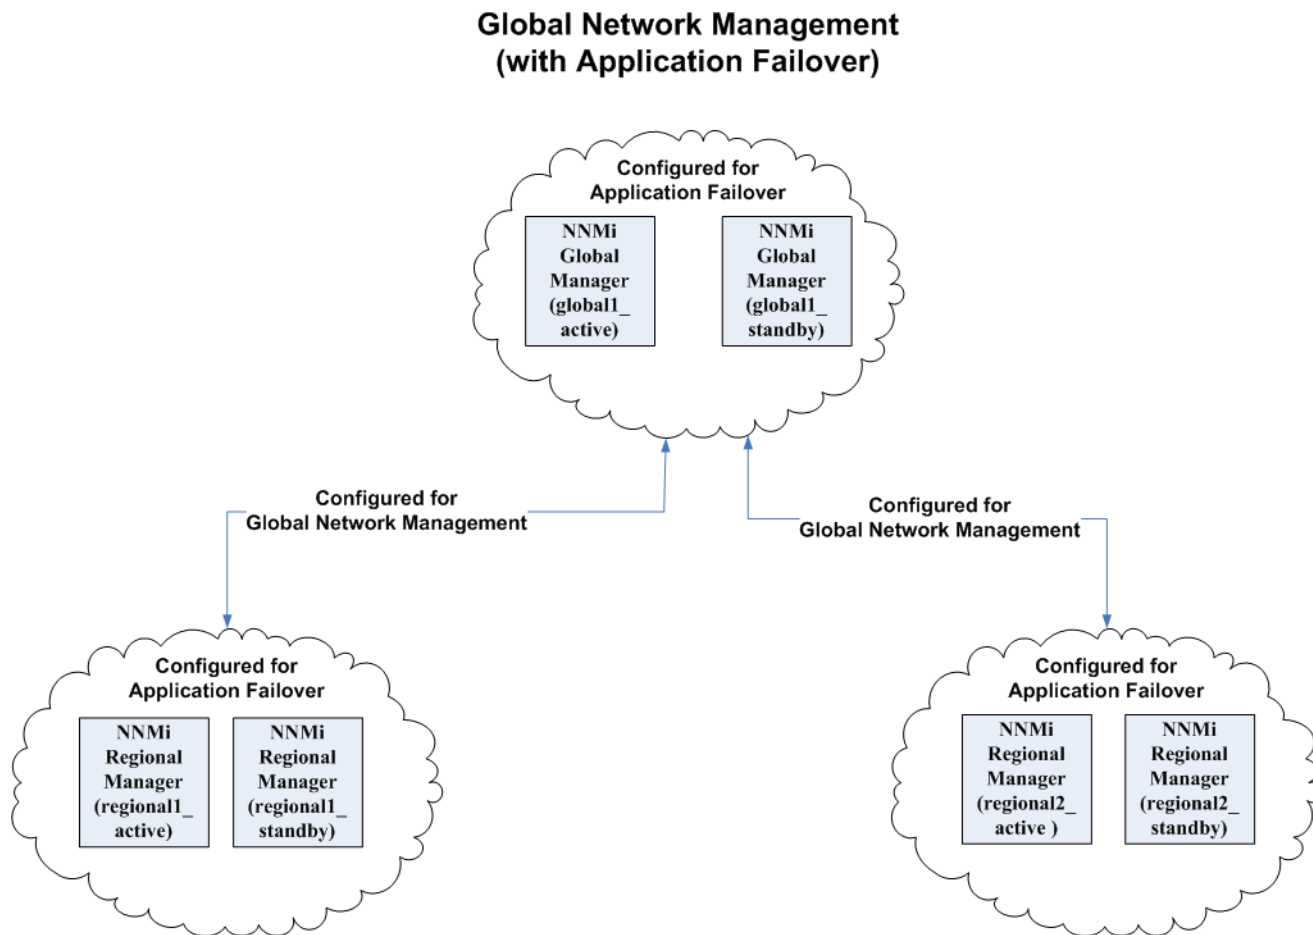 Global Network Management
(with Application Failover)
Configured for
Application Failover
NNMi
Global
Manager
(global1_
active)
NNMi
Global
Manager
(global1_
standby)
Configured for
Global Network Management
Configured for
Global Network Management
Configured for
Application Failover
NNMi
Regional
Manager
(regional1_
active)
NNMi
Regional
Manager
(regional1_
standby)
Configured for
Application Failover
NNMi
Regional
Manager
(regional2_
active )
NNMi
Regional
Manager
(regional2_
standby)